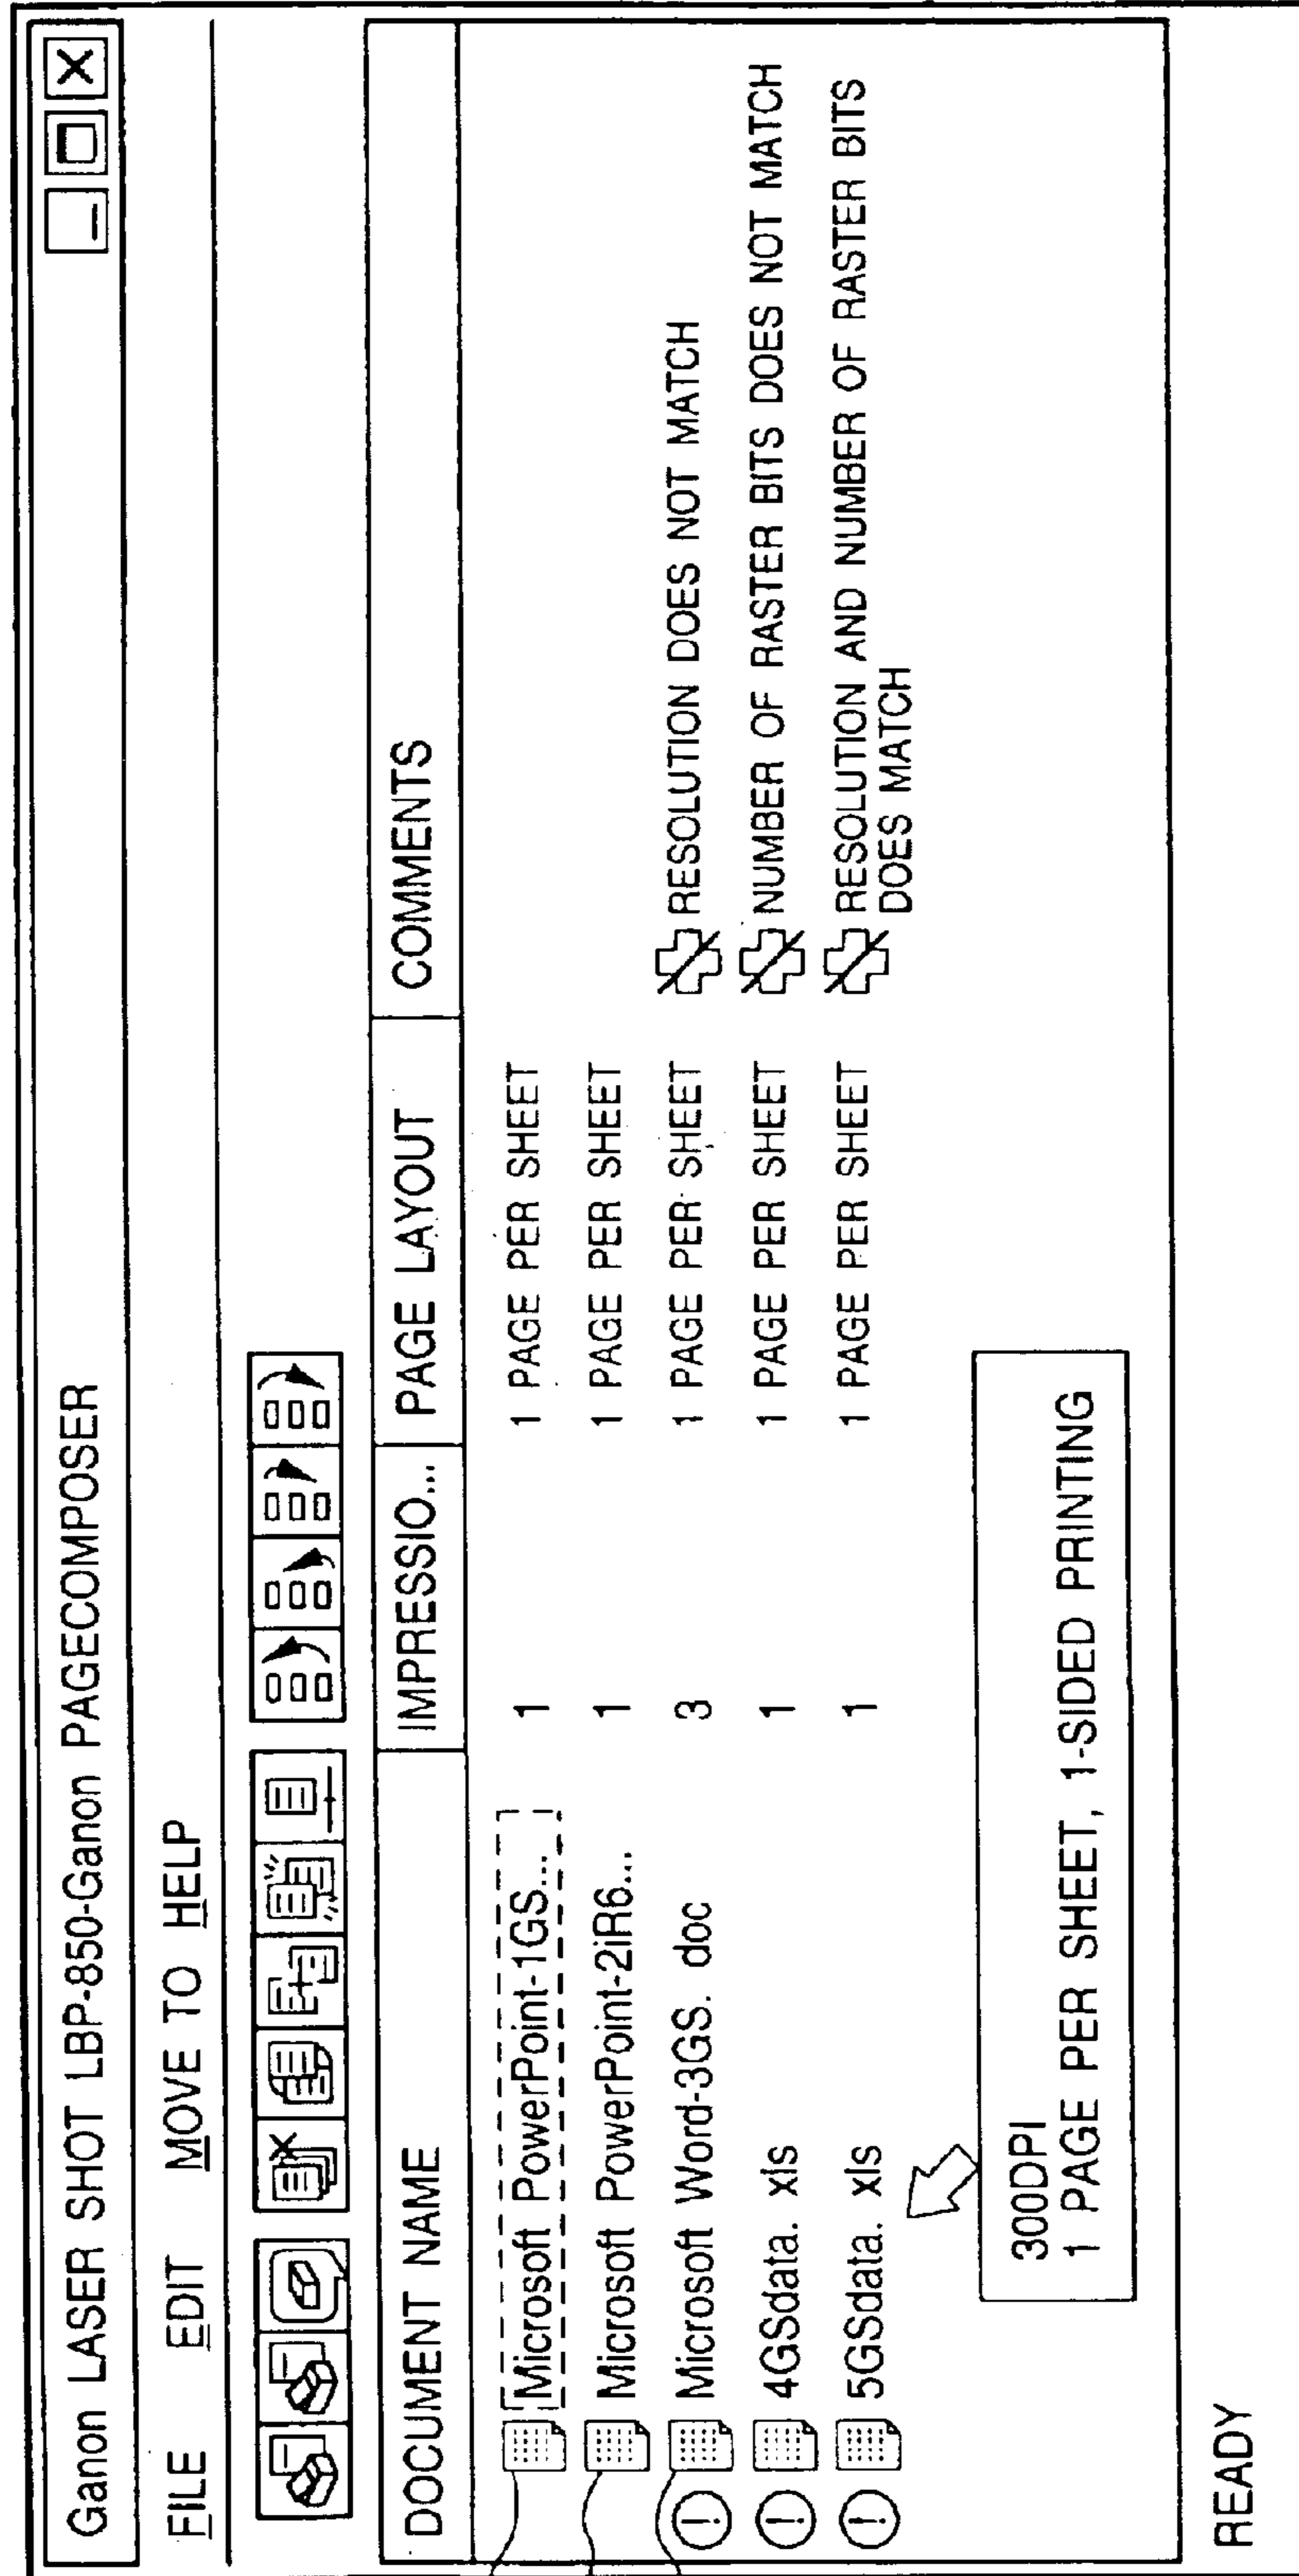 Ganon LASER SHOT LBP-850-Ganon PAGECOMPOSER
FILE EDIT MOVE TO HELP
DOCUMENT NAME IMPRESSIO... PAGE LAYOUT COMMENTS
Microsoft PowerPoint-1GS... 1 1 PAGE PER SHEET
Microsoft PowerPoint-2iR6... 1 1 PAGE PER SHEET
Microsoft Word-3GS. doc 3 1 PAGE PER SHEET RESOLUTION DOES NOT MATCH
4GSdata. xls 1 1 PAGE PER SHEET NUMBER OF RASTER BITS DOES NOT MATCH
5GSdata. xls 1 1 PAGE PER SHEET RESOLUTION AND NUMBER OF RASTER BITS
DOES MATCH
300DPI
1 PAGE PER SHEET, 1-SIDED PRINTING
READY